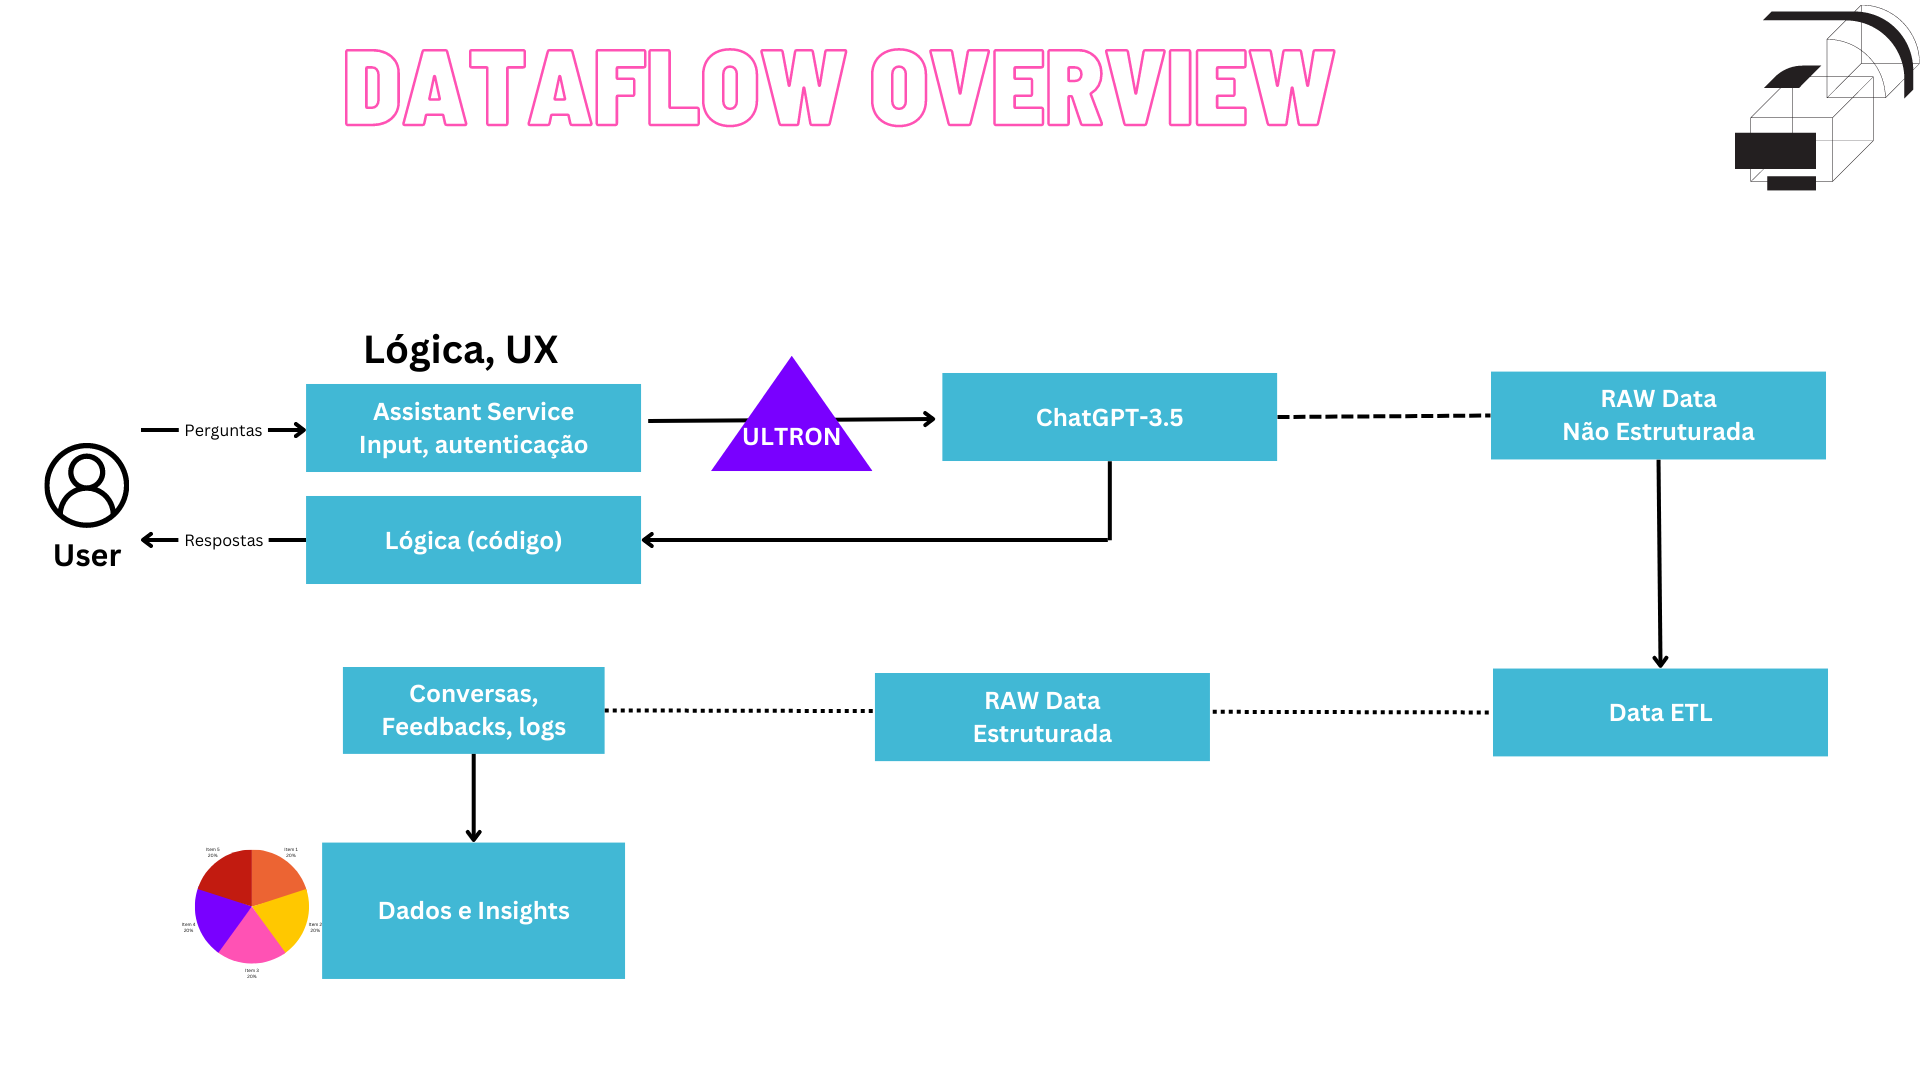 DATAFLOW OVERVIEW
Lógica, UX
Assistant Service
Input, autenticação
Perguntas
ULTRON
ChatGPT-3.5
RAW Data
Não Estruturada
User
Respostas
Lógica (código)
Conversas,
Feedbacks, logs
RAW Data
Estruturada
Data ETL
Dados e Insights
Item 5
20%
Item 1
20%
Item 4
20%
Item 2
20%
Item 3
20%